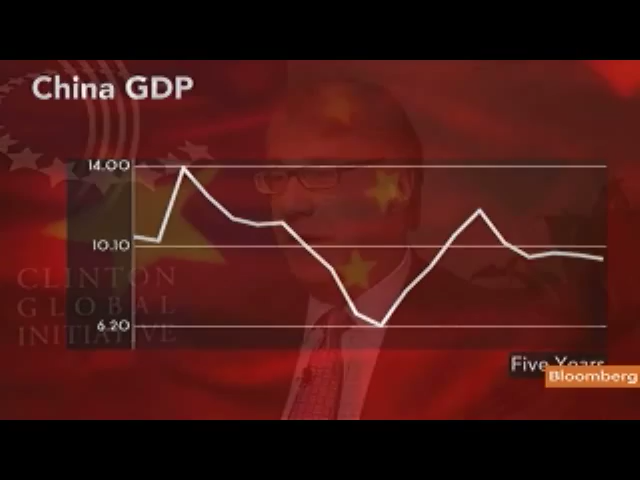 China GDP
14.00
10.10
CLINTON
GLOBAL
INITIATIVE
6.20
Five Years
Bloomberg